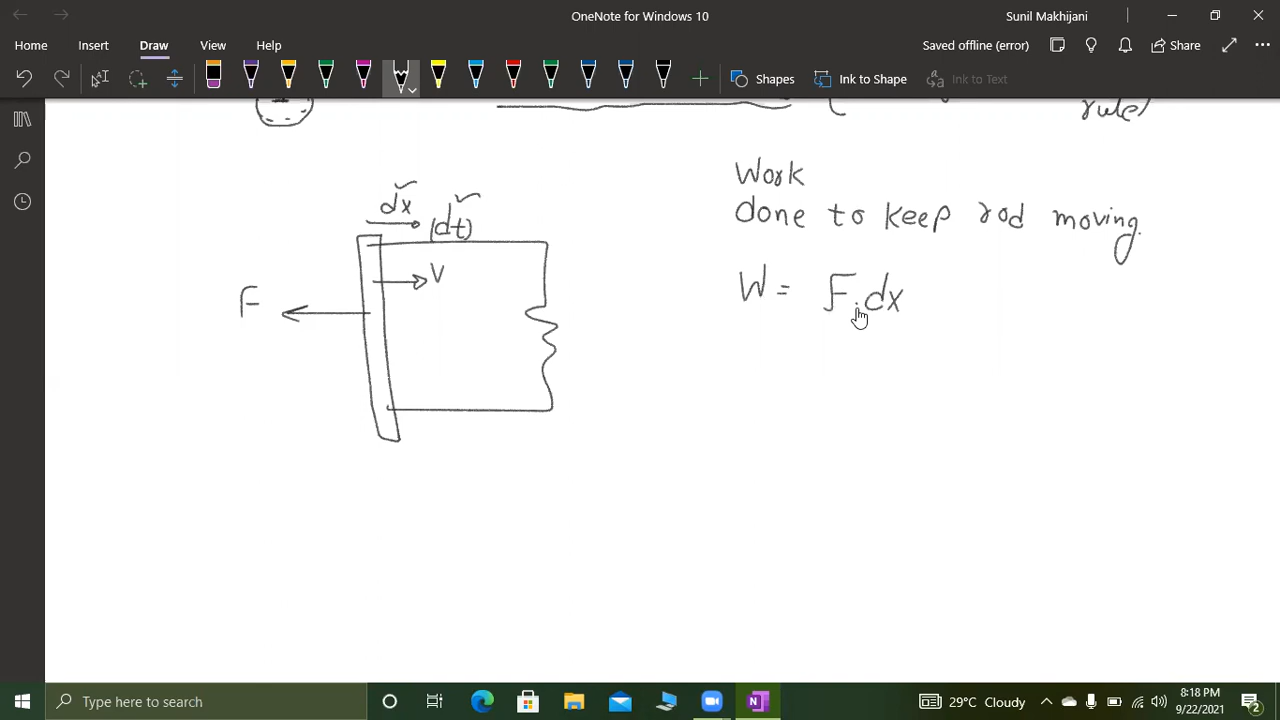 OneNote for Windows 10
Sunil Makhijani
Home Insert Draw View Help
Saved offline (error)
Share
Shapes
Ink to Shape
Ink to Text
rule)
Work
done to keep rod moving.
dx
(dt)
V
F
W = F.dx
Type here to search
29°C Cloudy
8:18 PM
9/22/2021
2